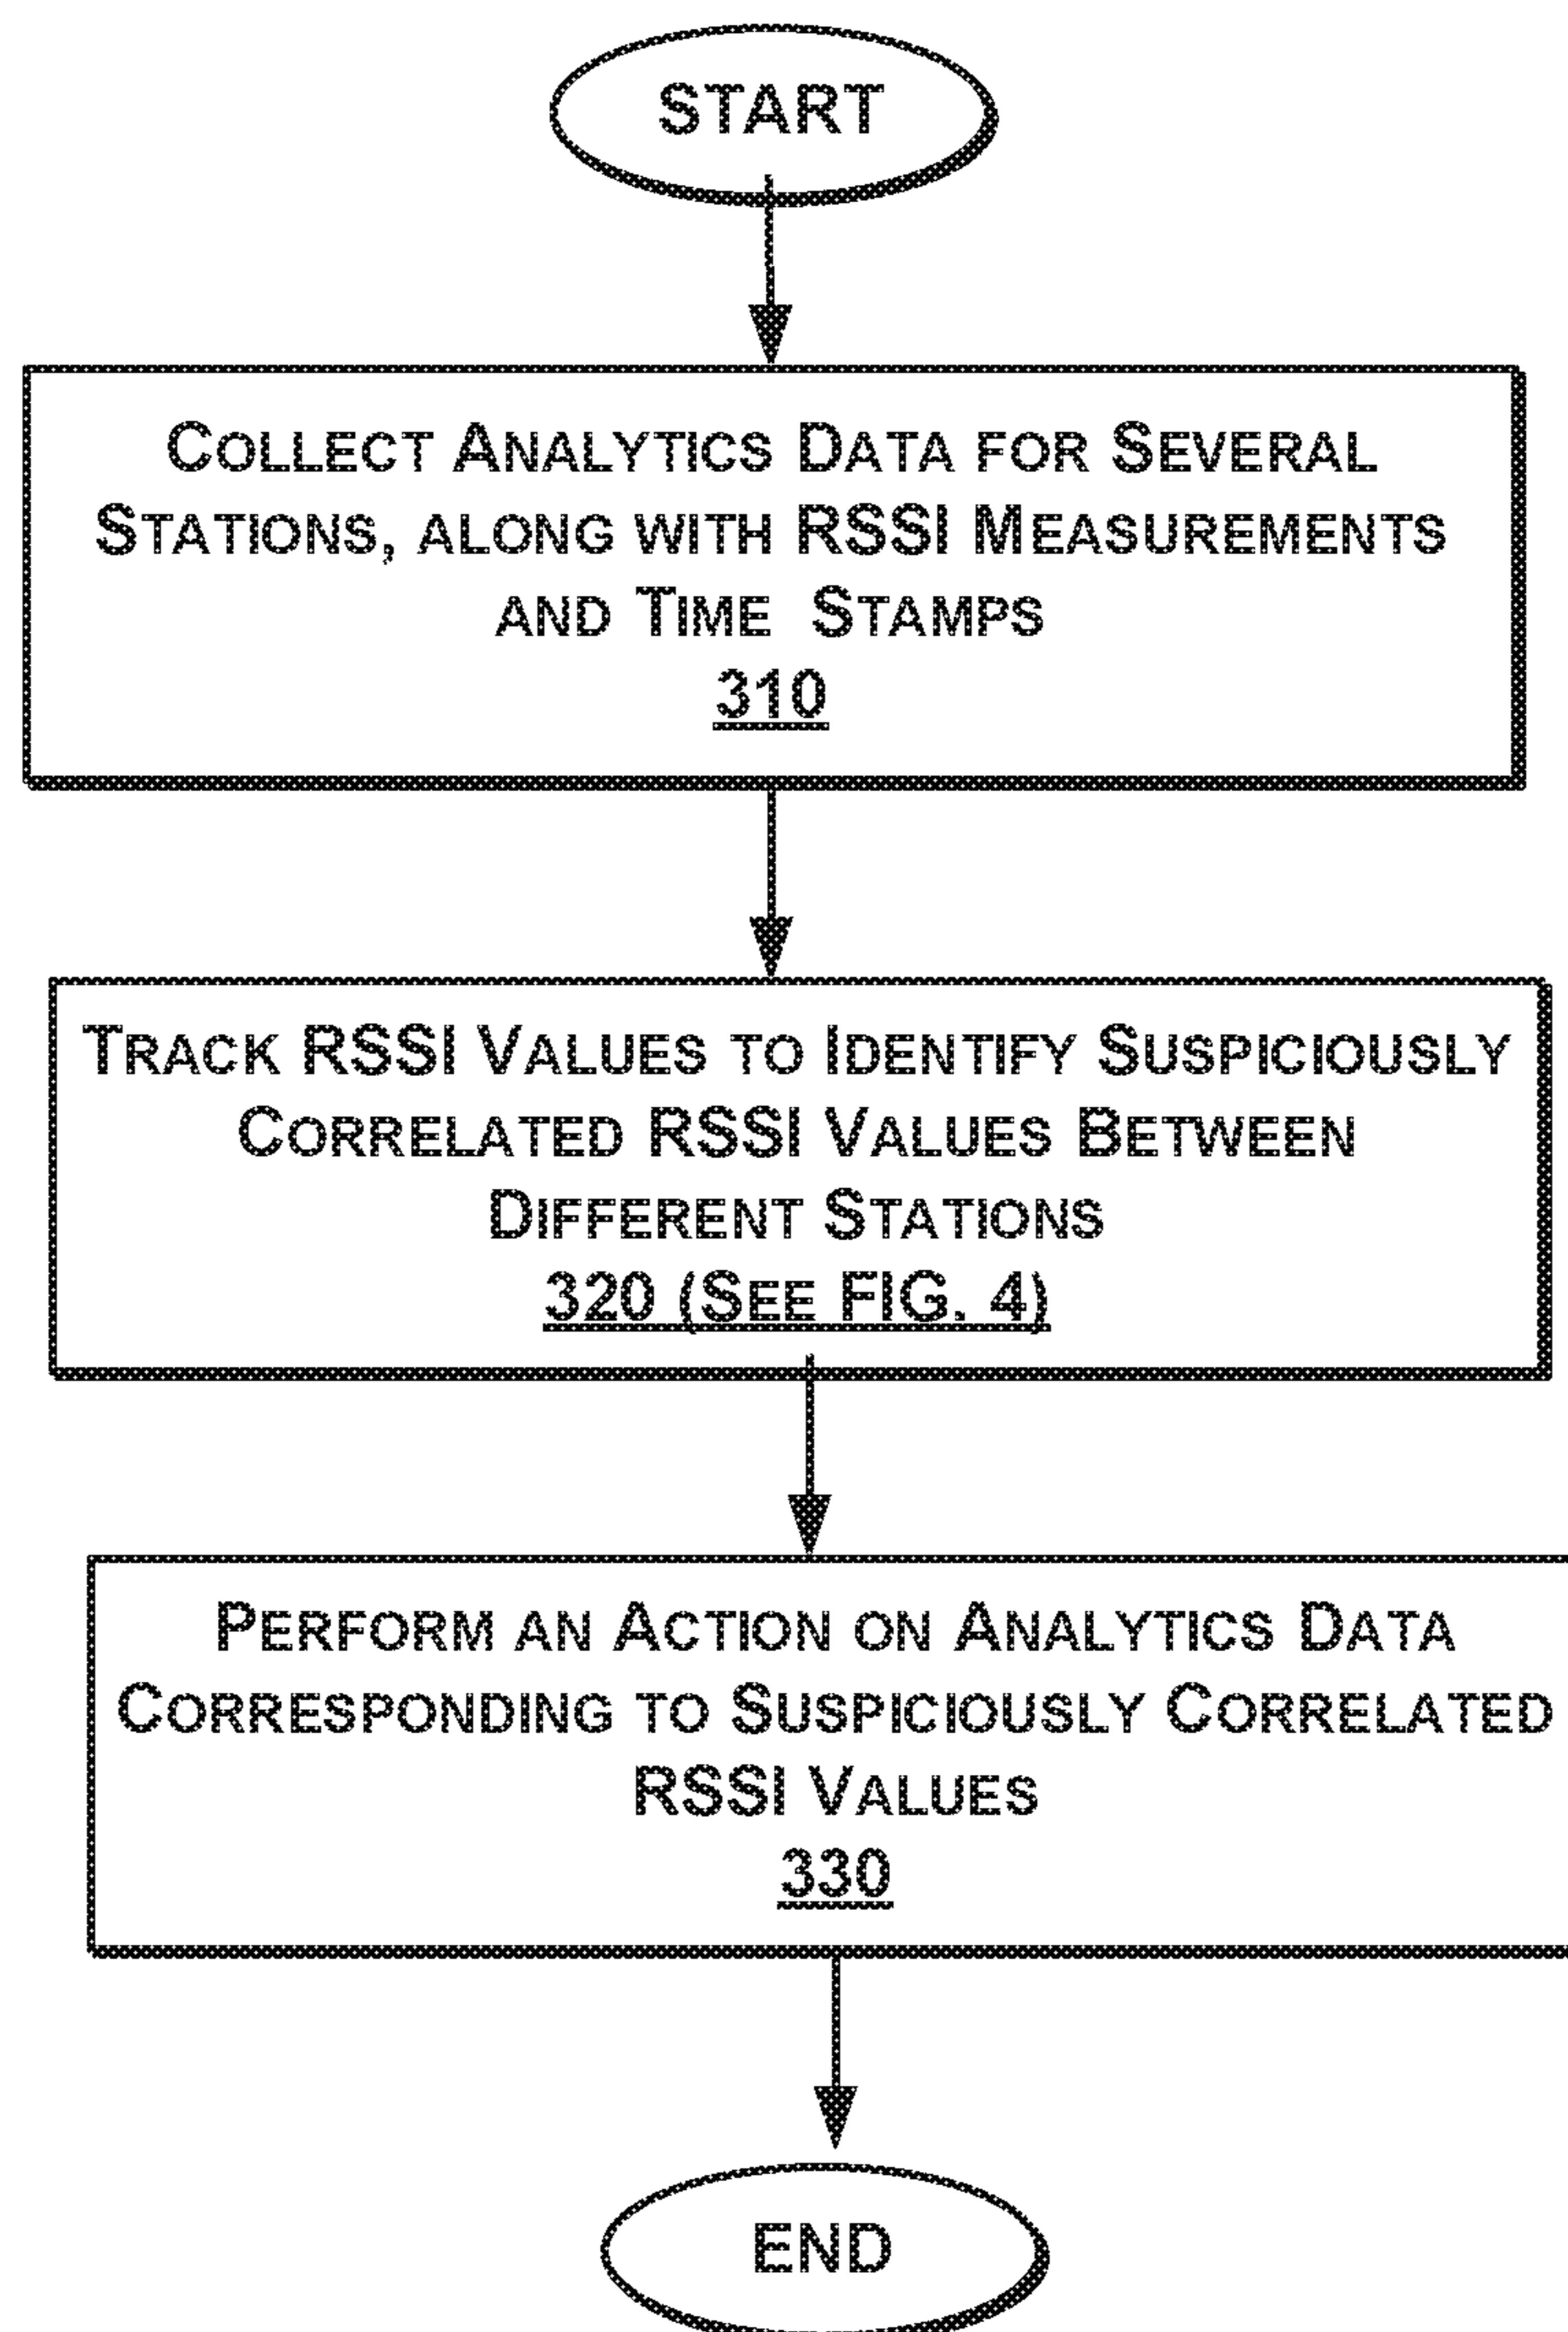 START
COLLECT ANALYTICS DATA FOR SEVERAL
STATIONS, ALONG WITH RSSI MEASUREMENTS
AND TIME STAMPS
310
TRACK RSSI VALUES TO IDENTIFY SUSPICIOUSLY
CORRELATED RSSI VALUES BETWEEN
DIFFERENT STATIONS
320 (SEE FIG. 4)
PERFORM AN ACTION ON ANALYTICS DATA
CORRESPONDING TO SUSPICIOUSLY CORRELATED
RSSI VALUES
330
END